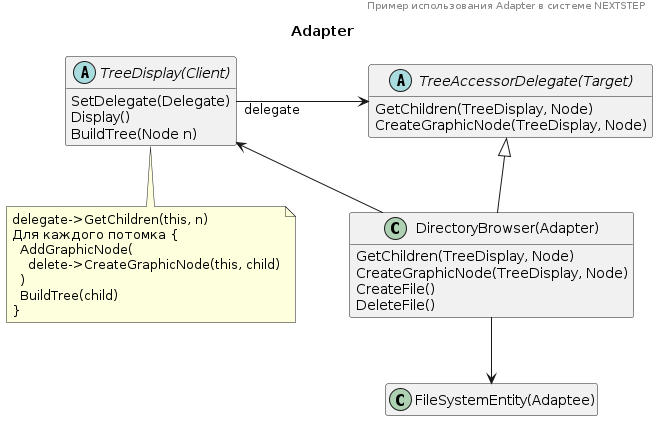 Пример использования Adapter в системе NEXTSTEP
Adapter
A TreeDisplay(Client)
SetDelegate(Delegate)
Display()
BuildTree(Node n)
delegate
A TreeAccessorDelegate(Target)
GetChildren(TreeDisplay, Node)
CreateGraphicNode(TreeDisplay, Node)
delegate->GetChildren(this, n)
Для каждого потомка {
AddGraphicNode(
delete->CreateGraphicNode(this, child)
)
BuildTree(child)
}
C DirectoryBrowser(Adapter)
GetChildren(TreeDisplay, Node)
CreateGraphicNode(TreeDisplay, Node)
CreateFile()
DeleteFile()
C FileSystemEntity(Adaptee)